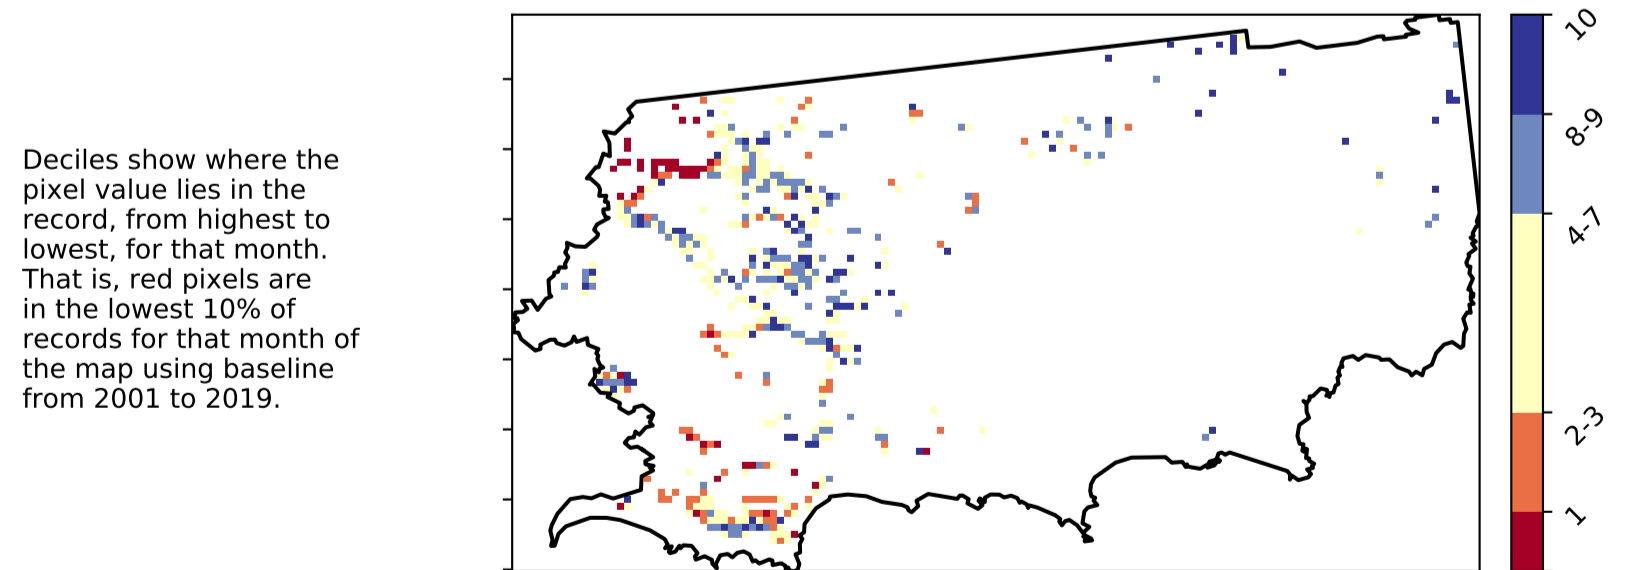 Deciles show where the
pixel value lies in the
record, from highest to
lowest, for that month.
That is, red pixels are
in the lowest 10% of
records for that month of
the map using baseline
from 2001 to 2019.
10
8-9
4-7
2-3
1